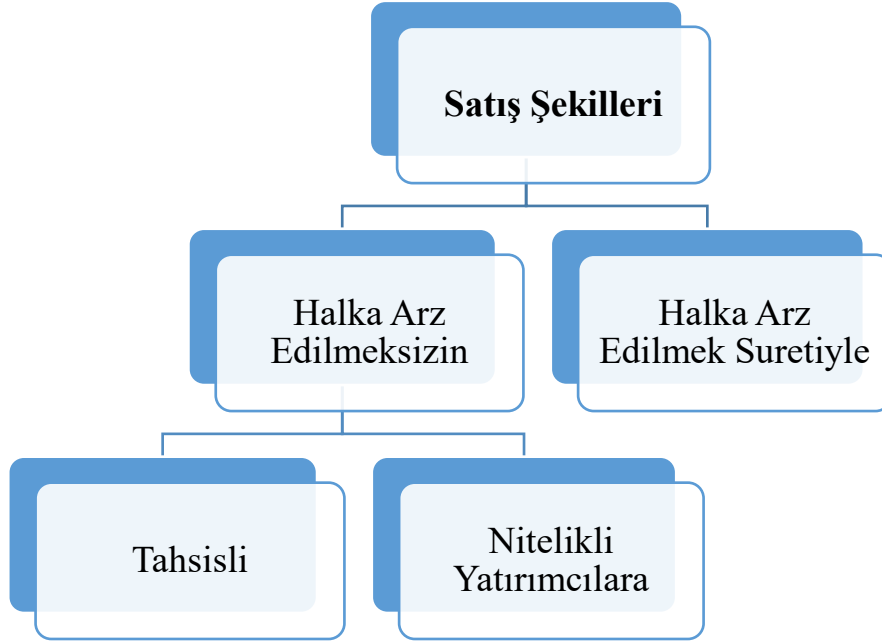 Satış Şekilleri
Halka Arz
Edilmeksizin
Halka Arz
Edilmek Suretiyle
Tahsisli
Nitelikli
Yatırımcılara